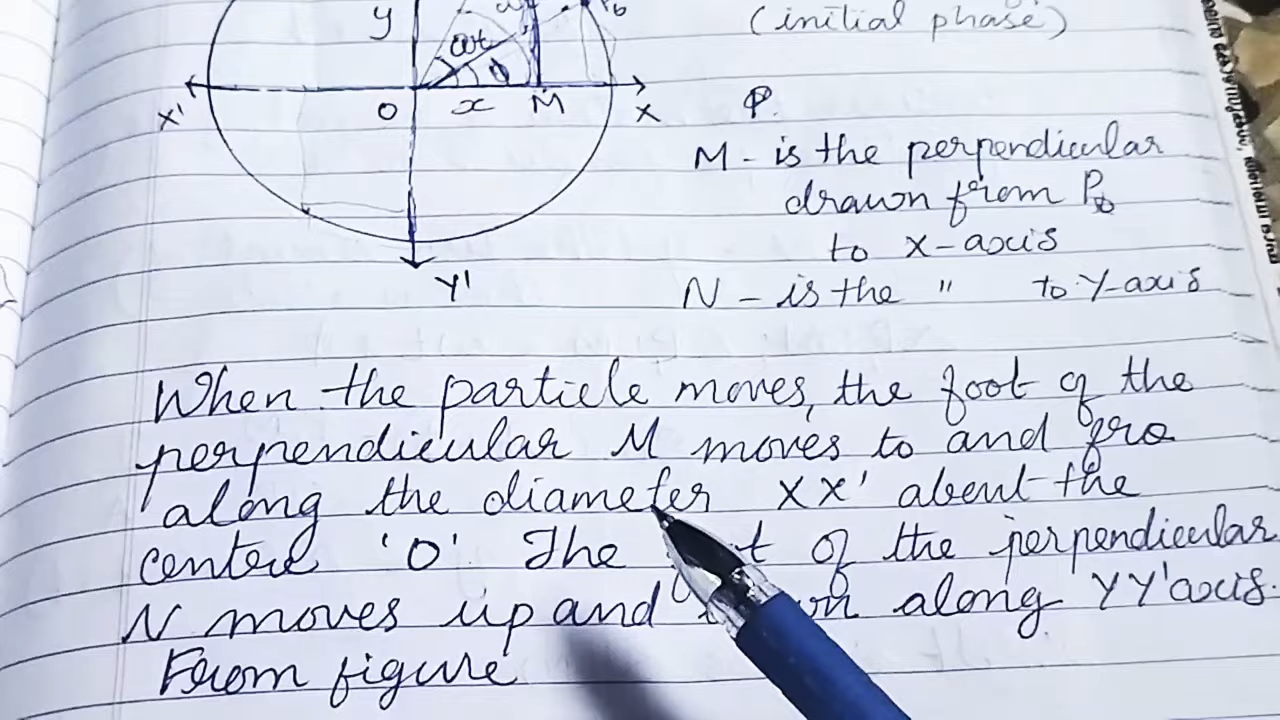 y
a
P₀
(initial phase)
ωt
X'
O
x
M
X
P.
M - is the perpendicular
drawn from P₀
to X-axis
Y'
N - is the " to Y-axis
When the particle moves, the foot of the
perpendicular M moves to and fro
along the diameter XX' about the
centre 'O'. The of the perpendicular
N moves up and along YY' axis.
From figure